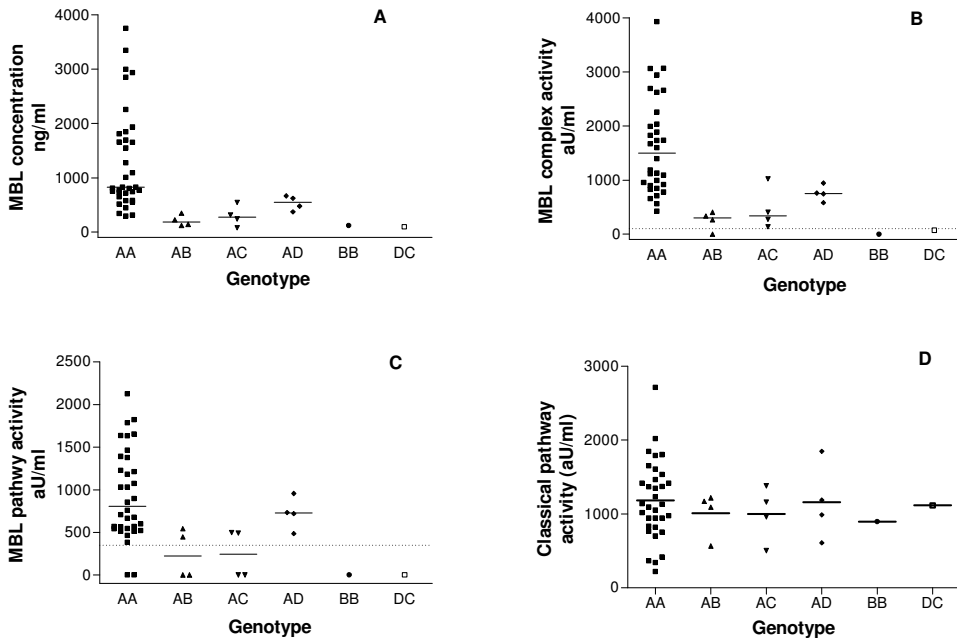 A
4000
3000
2000
1000
0
MBL concentration
ng/ml
AA AB AC AD BB DC
Genotype
B
4000
3000
2000
1000
0
MBL complex activity
aU/ml
AA AB AC AD BB DC
Genotype
C
2500
2000
1500
1000
500
0
MBL pathwy activity
aU/ml
AA AB AC AD BB DC
Genotype
D
3000
2000
1000
0
Classical pathway
activity (aU/ml)
AA AB AC AD BB DC
Genotype